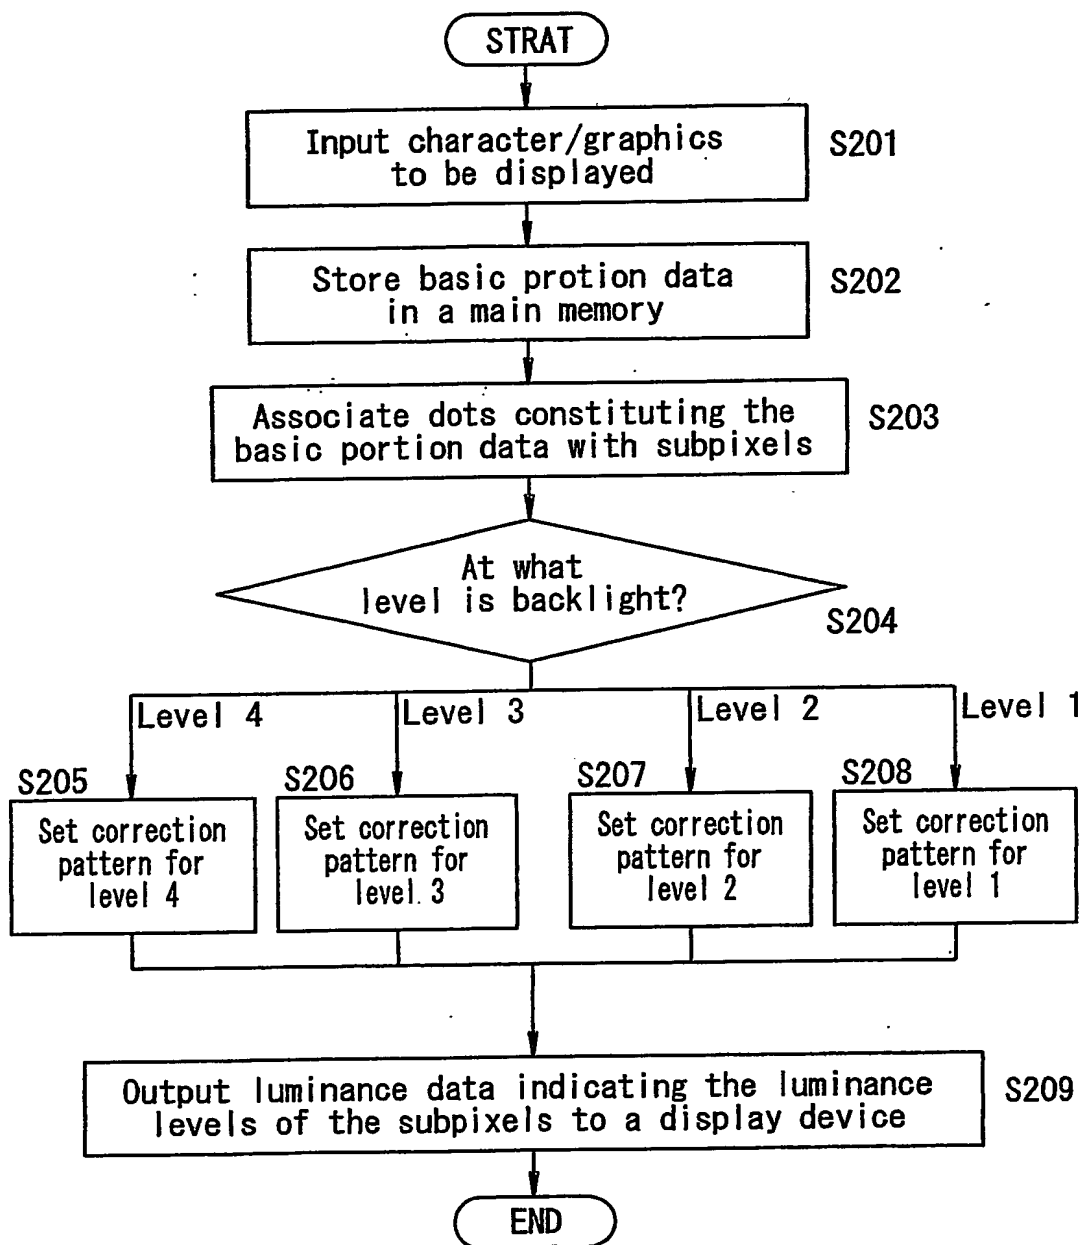 STRAT
Input character/graphics
to be displayed
S201
Store basic protion data
in a main memory
S202
Associate dots constituting the
basic portion data with subpixels
S203
At what
level is backlight?
S204
Level 4
Level 3
Level 2
Level 1
S205
S206
S207
S208
Set correction
pattern for
level 4
Set correction
pattern for
level 3
Set correction
pattern for
level 2
Set correction
pattern for
level 1
Output luminance data indicating the luminance
levels of the subpixels to a display device
S209
END